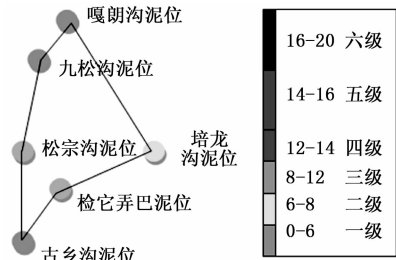 嘎朗沟泥位
九松沟泥位
松宗沟泥位
培龙
沟泥位
检它弄巴泥位
古乡沟泥位
16-20 六级
14-16 五级
12-14 四级
8-12 三级
6-8 二级
0-6 一级